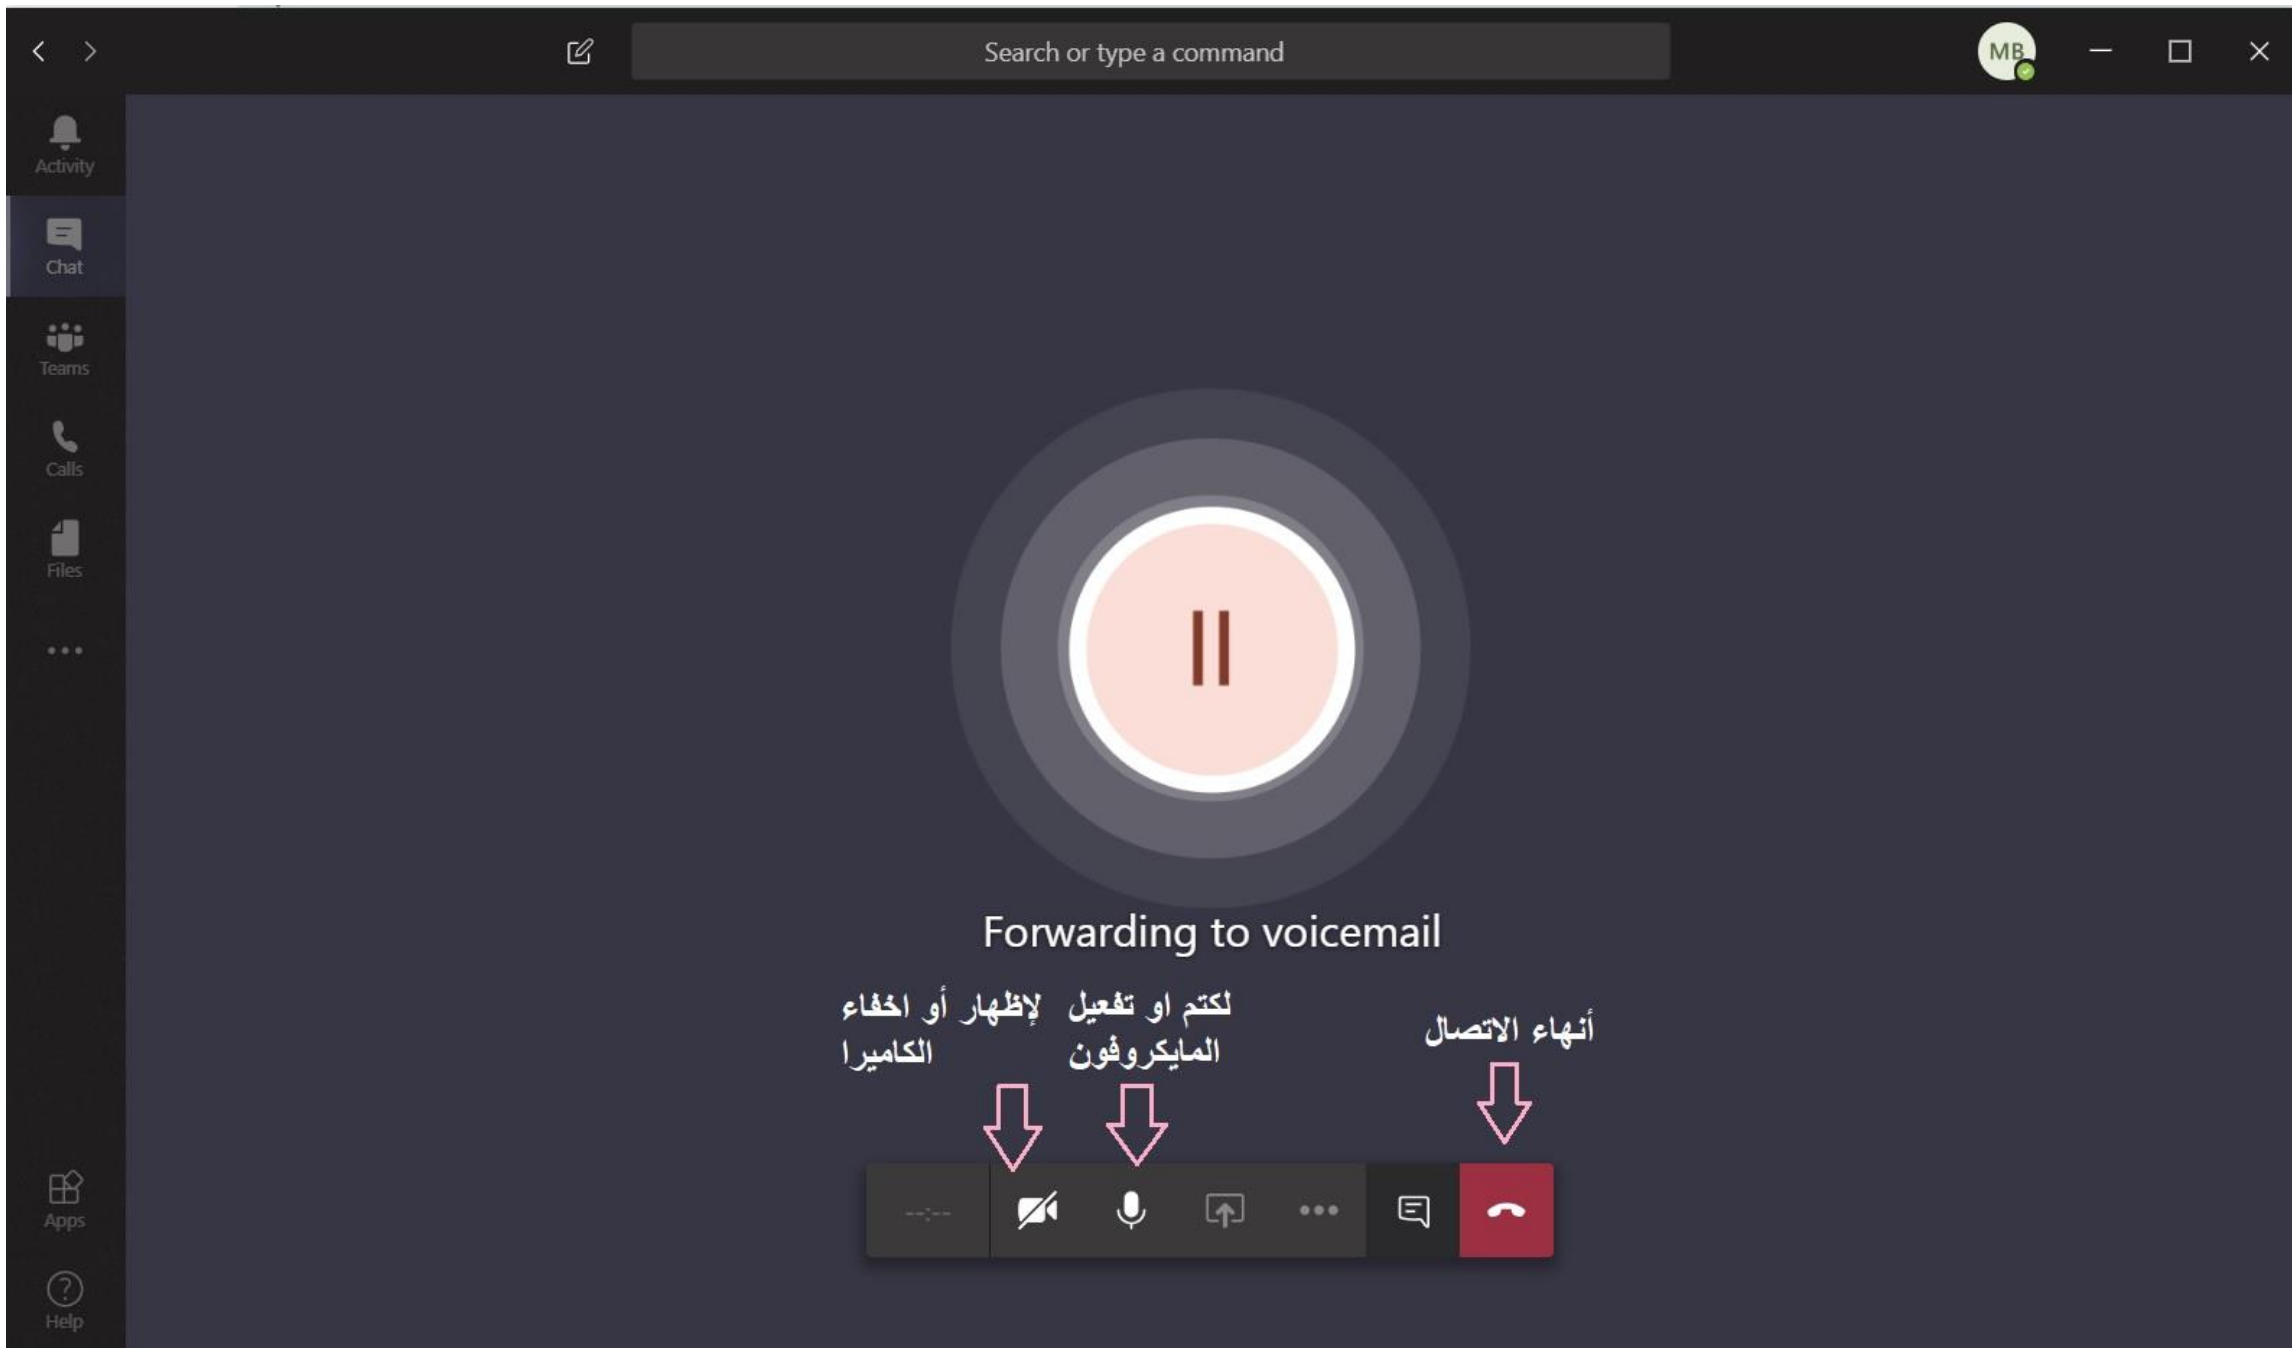 Search or type a command
MB
Activity
Chat
Teams
Calls
Files
Apps
Help
II
Forwarding to voicemail
لإظهار أو اخفاء
الكاميرا
لكتم او تفعيل
المايكروفون
أنهاء الاتصال
--:--